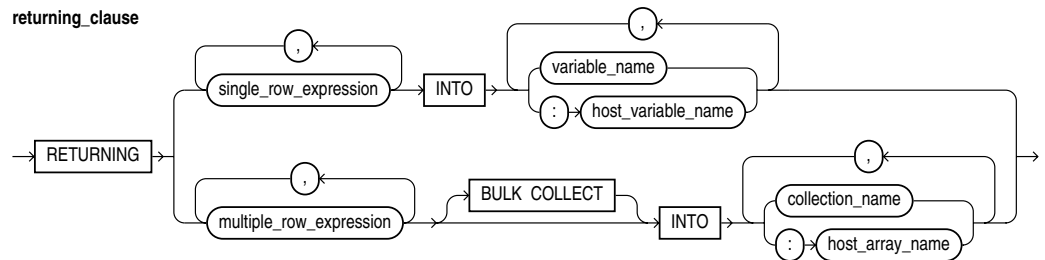 returning_clause
,
single_row_expression
INTO
,
variable_name
: host_variable_name
RETURNING
,
multiple_row_expression
BULK COLLECT
INTO
,
collection_name
: host_array_name